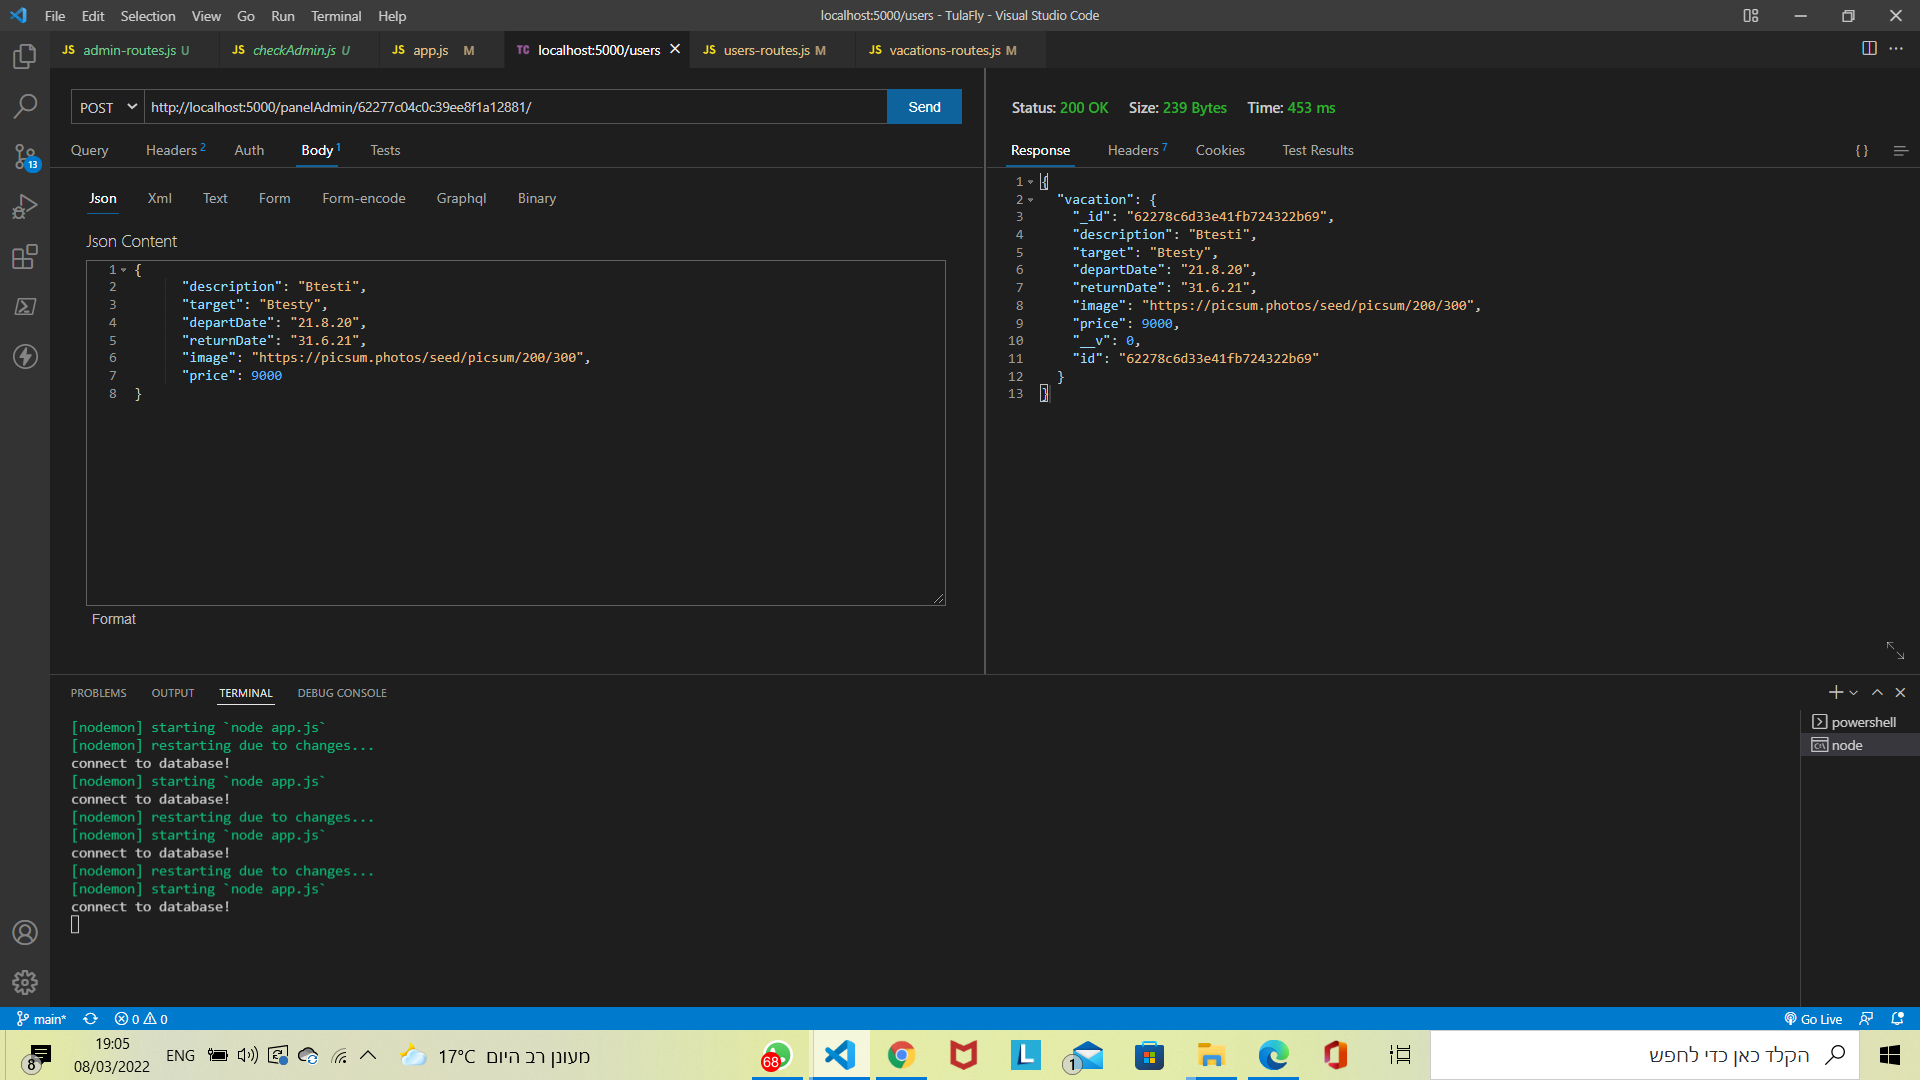 File Edit Selection View Go Run Terminal Help
localhost:5000/users - TulaFly - Visual Studio Code
JS admin-routes.js U
JS checkAdmin.js U
JS app.js M
TC localhost:5000/users
JS users-routes.js M
JS vacations-routes.js M
13
POST
http://localhost:5000/panelAdmin/62277c04c0c39ee8f1a12881/
Send
Query Headers 2 Auth Body 1 Tests
Json Xml Text Form Form-encode Graphql Binary
Json Content
1 {
2 "description": "Btesti",
3 "target": "Btesty",
4 "departDate": "21.8.20",
5 "returnDate": "31.6.21",
6 "image": "https://picsum.photos/seed/picsum/200/300",
7 "price": 9000
8 }
Format
Status: 200 OK Size: 239 Bytes Time: 453 ms
Response Headers 7 Cookies Test Results
{ }
1 {
2 "vacation": {
3 "_id": "62278c6d33e41fb724322b69",
4 "description": "Btesti",
5 "target": "Btesty",
6 "departDate": "21.8.20",
7 "returnDate": "31.6.21",
8 "image": "https://picsum.photos/seed/picsum/200/300",
9 "price": 9000,
10 "__v": 0,
11 "id": "62278c6d33e41fb724322b69"
12 }
13 }
PROBLEMS OUTPUT TERMINAL DEBUG CONSOLE
[nodemon] starting `node app.js`
[nodemon] restarting due to changes...
connect to database!
[nodemon] starting `node app.js`
connect to database!
[nodemon] restarting due to changes...
[nodemon] starting `node app.js`
connect to database!
[nodemon] restarting due to changes...
[nodemon] starting `node app.js`
connect to database!
powershell
node
main* 0 0
Go Live
8
19:05
08/03/2022
ENG
17°C מעונן רב היום
68
L
1
הקלד כאן כדי לחפש